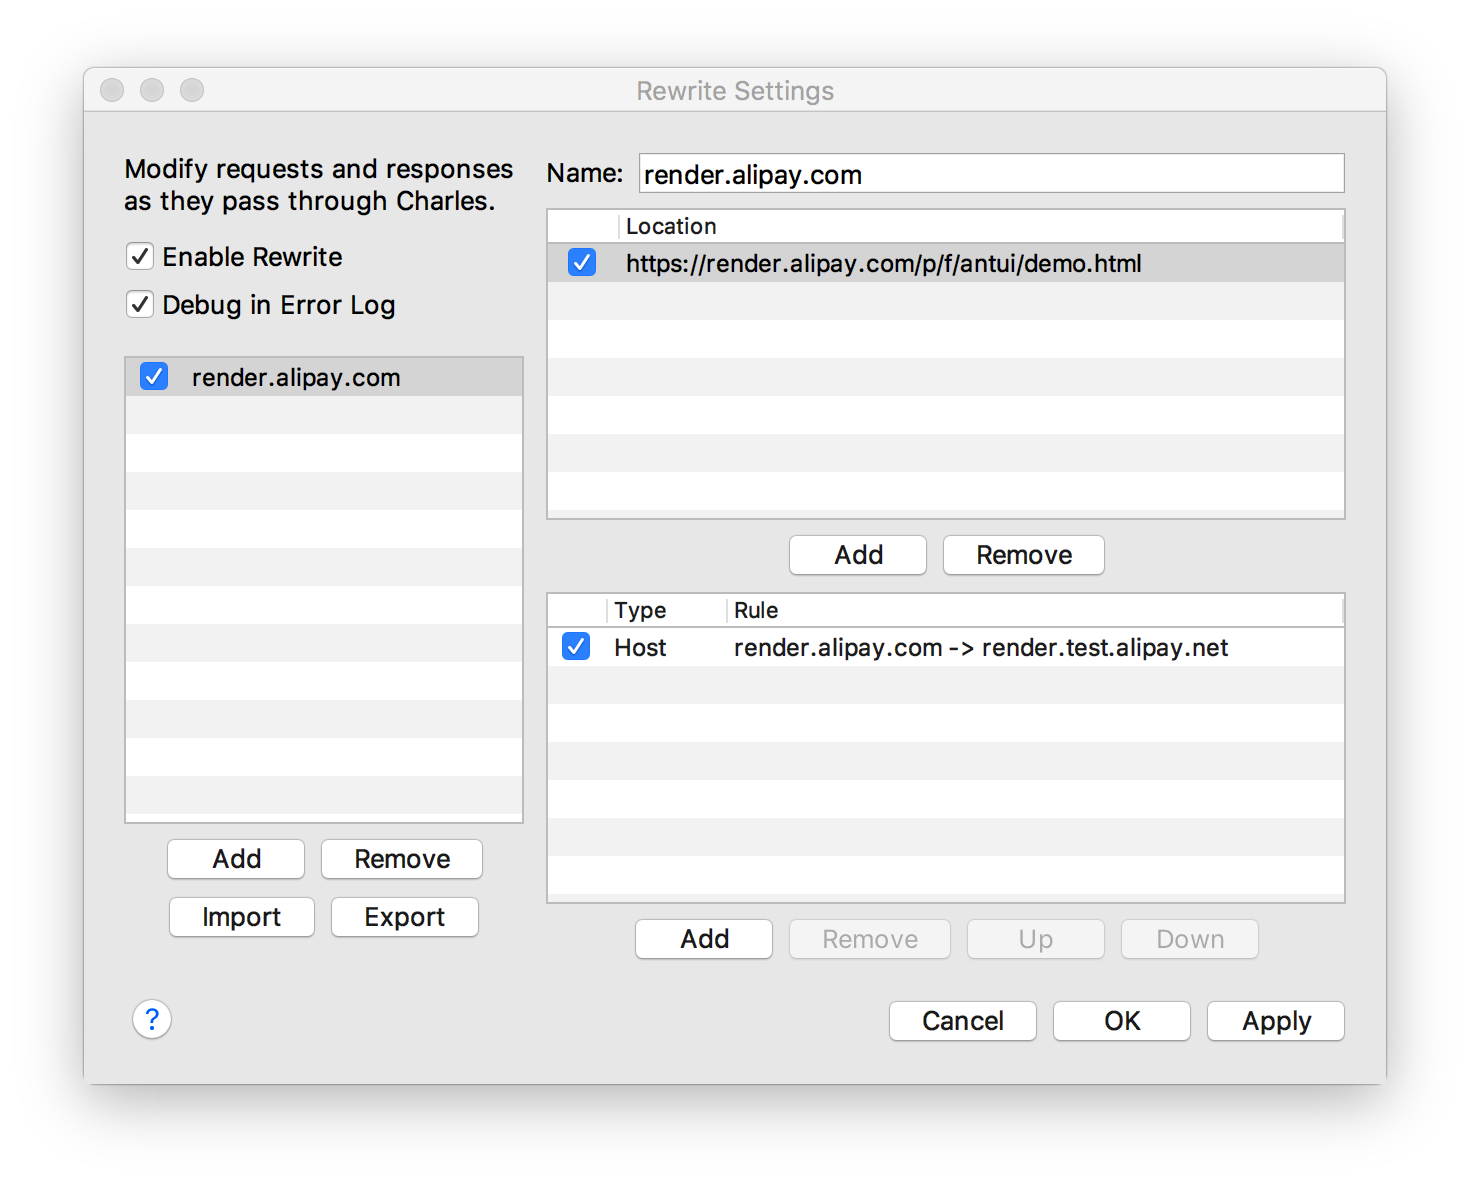 Rewrite Settings
Modify requests and responses
as they pass through Charles.
Enable Rewrite
Debug in Error Log
render.alipay.com
Add
Remove
Import
Export
?
Name:
render.alipay.com
Location
https://render.alipay.com/p/f/antui/demo.html
Add
Remove
Type
Rule
Host
render.alipay.com -> render.test.alipay.net
Add
Remove
Up
Down
Cancel
OK
Apply